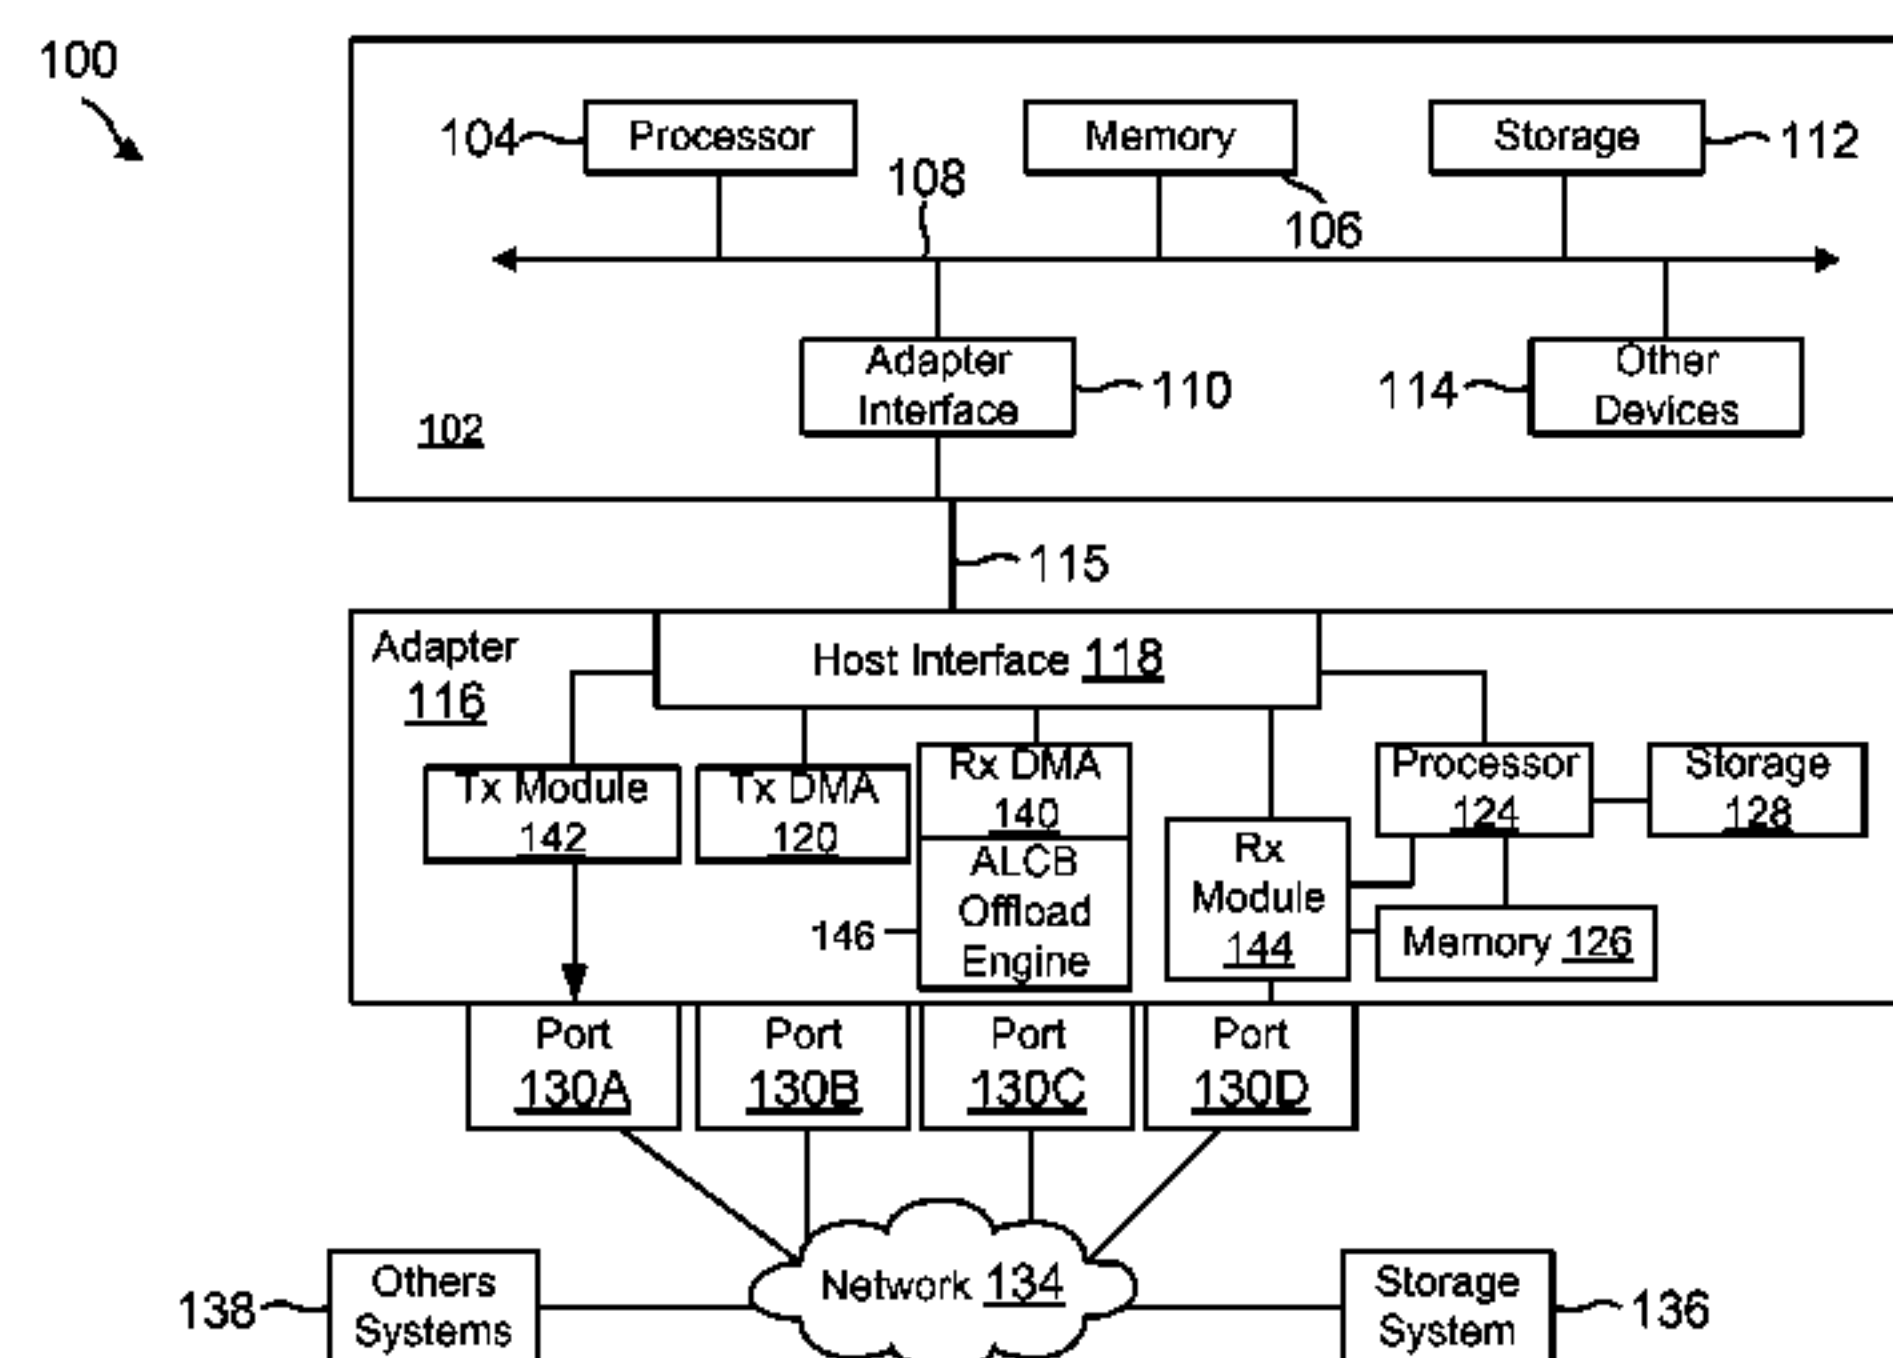 100
104
Processor
Memory
Storage
112
108
106
Adapter
Interface
110
114
Other
Devices
102
115
Adapter
116
Host Interface 118
Tx Module
142
Tx DMA
120
Rx DMA
140
ALCB
Offload
Engine
146
Rx
Module
144
Processor
124
Storage
128
Memory 126
Port
130A
Port
130B
Port
130C
Port
130D
138
Others
Systems
Network 134
Storage
System
136